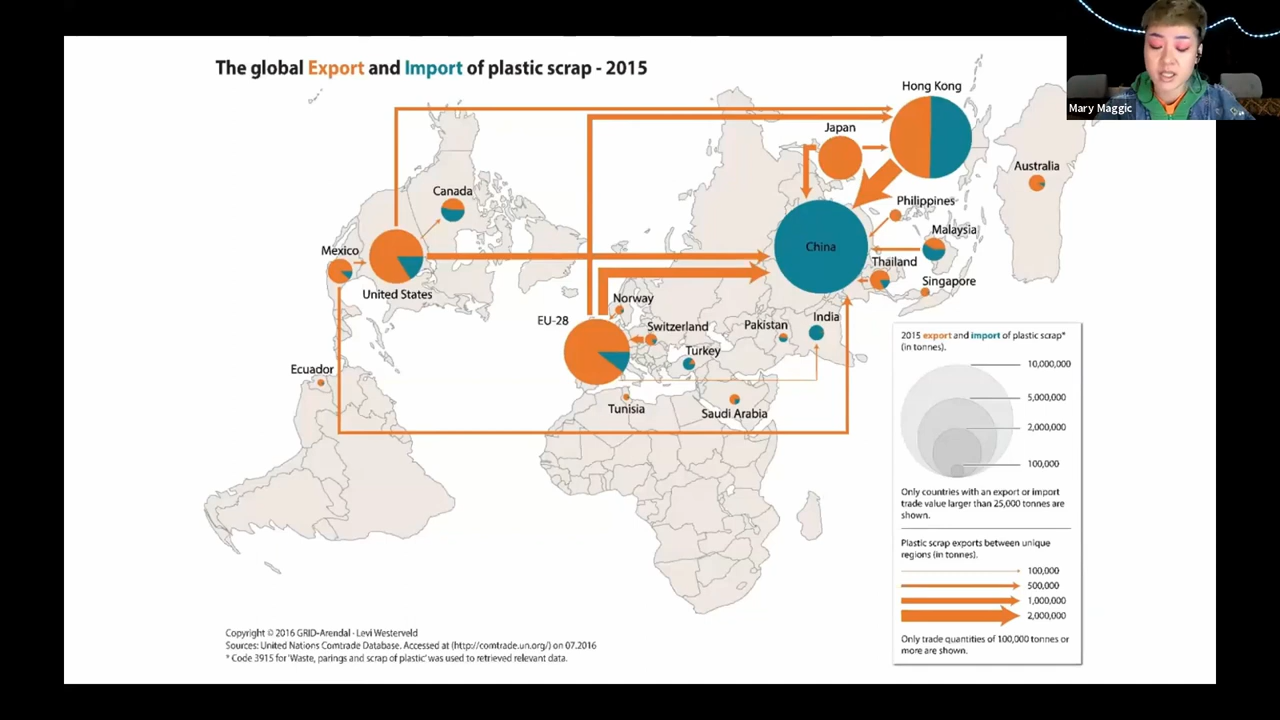 The global Export and Import of plastic scrap - 2015
Mary Maggic
Hong Kong
Japan
Australia
Canada
Philippines
Malaysia
Mexico
China
Thailand
Singapore
United States
Norway
EU-28
Switzerland
Pakistan
India
Turkey
Ecuador
Tunisia
Saudi Arabia
2015 export and import of plastic scrap*
(in tonnes).
10,000,000
5,000,000
2,000,000
100,000
Only countries with an export or import
trade value larger than 25,000 tonnes are
shown.
Plastic scrap exports between unique
regions (in tonnes).
100,000
500,000
1,000,000
2,000,000
Only trade quantities of 100,000 tonnes or
more are shown.
Copyright © 2016 GRID-Arendal - Levi Westerveld
Sources: United Nations Comtrade Database. Accessed at (http://comtrade.un.org/) on 07.2016
* Code 3915 for 'Waste, parings and scrap of plastic' was used to retrieved relevant data.